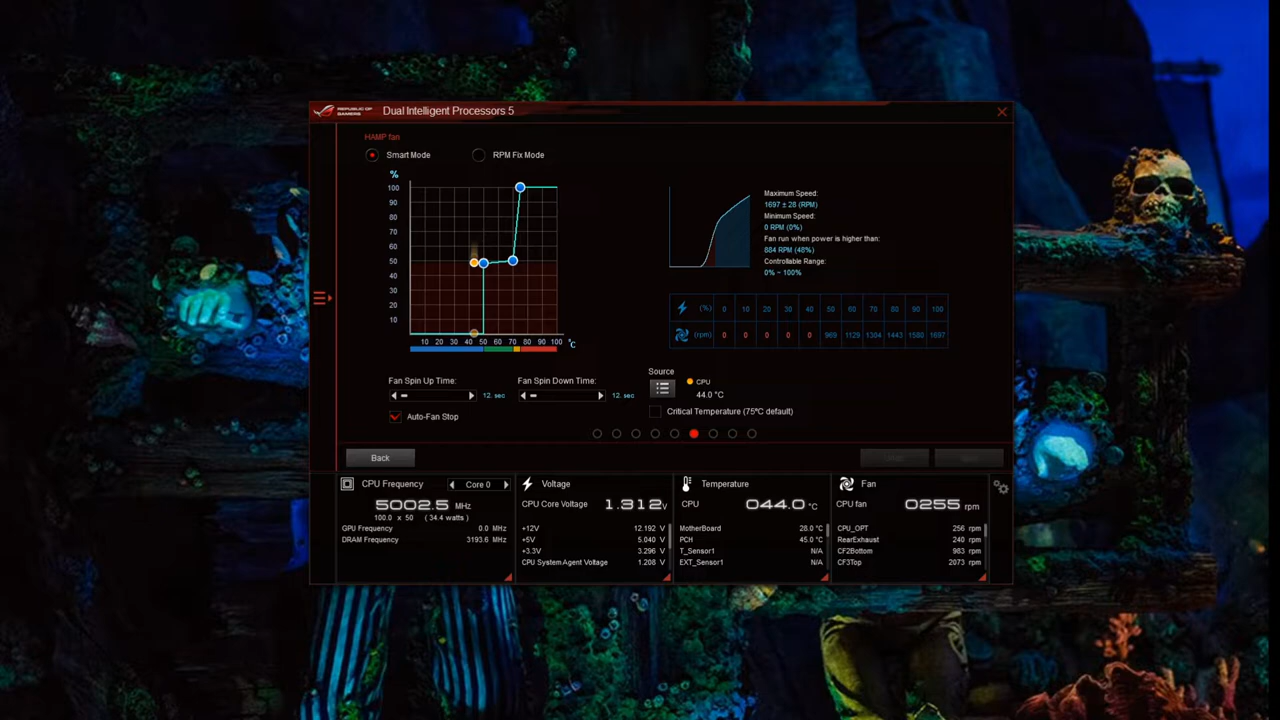 REPUBLIC OF GAMERS Dual Intelligent Processors 5
HAMP fan
Smart Mode RPM Fix Mode
%
100
90
80
70
60
50
40
30
20
10
10 20 30 40 50 60 70 80 90 100 °C
Maximum Speed:
1697 ± 28 (RPM)
Minimum Speed:
0 RPM (0%)
Fan run when power is higher than:
884 RPM (48%)
Controllable Range:
0% ~ 100%
(%) 0 10 20 30 40 50 60 70 80 90 100
(rpm) 0 0 0 0 0 969 1129 1304 1443 1580 1697
Fan Spin Up Time: Fan Spin Down Time:
12. sec 12. sec
Auto-Fan Stop
Source
CPU
44.0 °C
Critical Temperature (75°C default)
Back
CPU Frequency Core 0
5002.5 MHz
100.0 x 50 (34.4 watts)
GPU Frequency 0.0 MHz
DRAM Frequency 3193.6 MHz
Voltage
CPU Core Voltage 1.312v
+12V 12.192 V
+5V 5.040 V
+3.3V 3.296 V
CPU System Agent Voltage 1.208 V
Temperature
CPU 044.0 °C
MotherBoard 28.0 °C
PCH 45.0 °C
T_Sensor1 N/A
EXT_Sensor1 N/A
Fan
CPU fan 0255 rpm
CPU_OPT 256 rpm
RearExhaust 240 rpm
CF2Bottom 983 rpm
CF3Top 2073 rpm